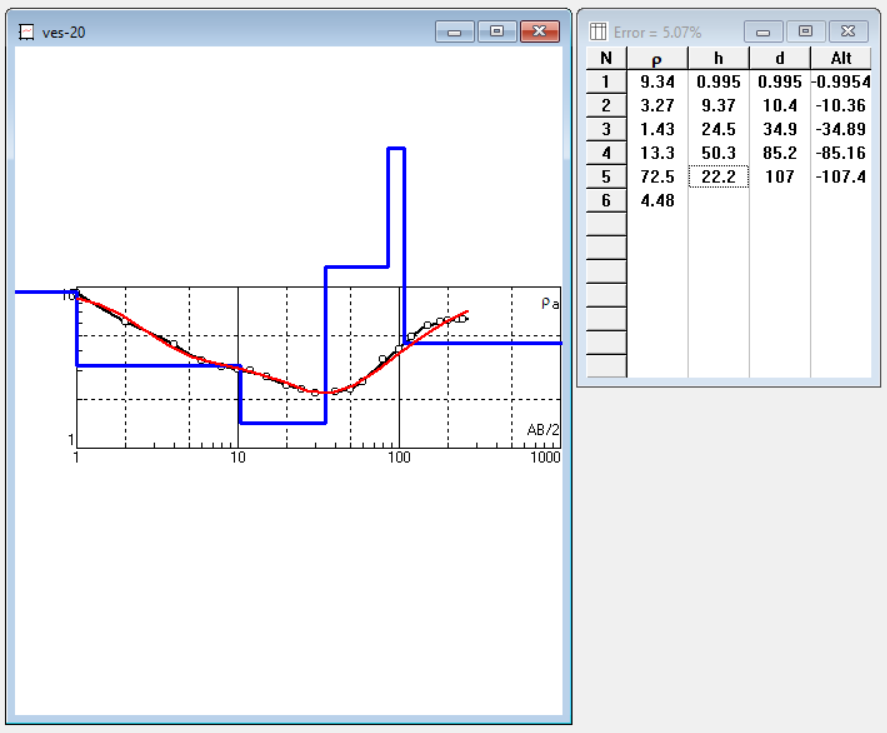 ves-20
10
ρa
AB/2
1
1 10 100 1000
Error = 5.07%
N ρ h d Alt
1 9.34 0.995 0.995 -0.9954
2 3.27 9.37 10.4 -10.36
3 1.43 24.5 34.9 -34.89
4 13.3 50.3 85.2 -85.16
5 72.5 22.2 107 -107.4
6 4.48